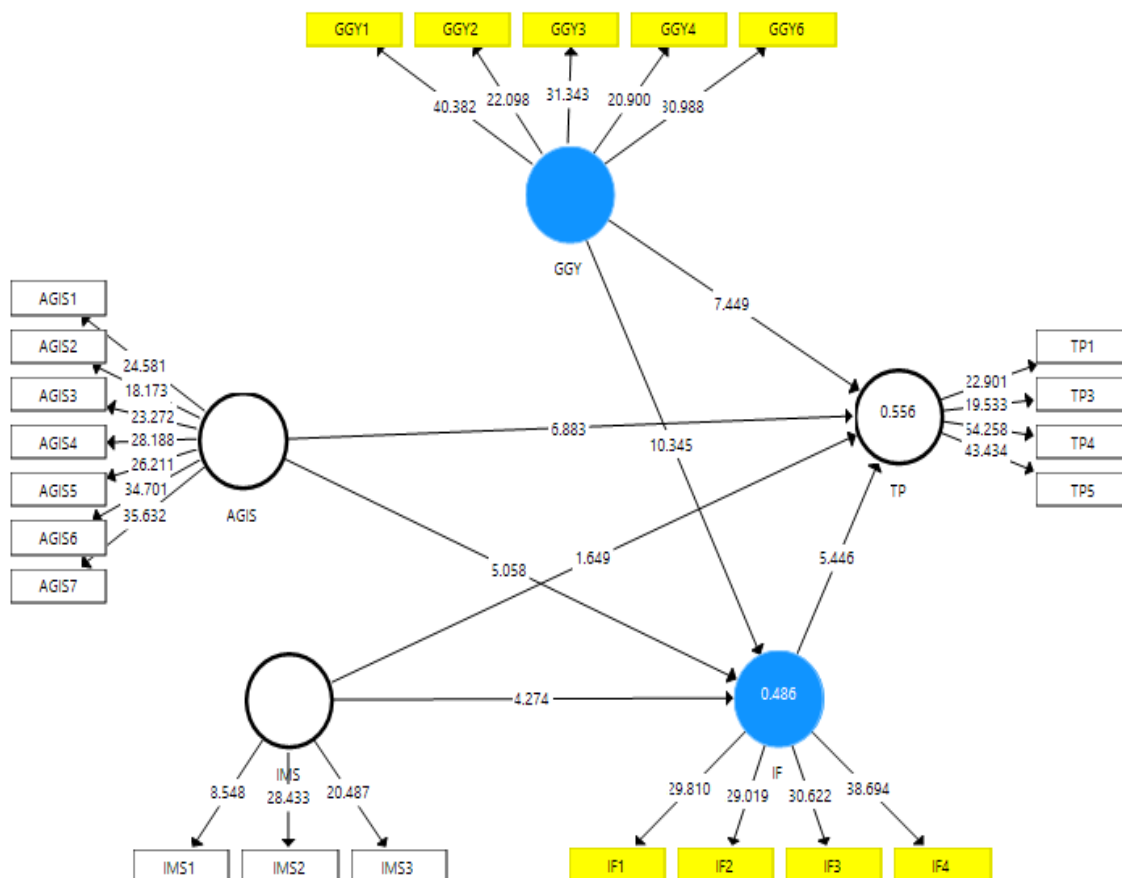 GGY1 GGY2 GGY3 GGY4 GGY6
40.382 22.098 31.343 20.900 30.988
GGY
7.449
AGIS1
AGIS2
AGIS3
AGIS4
AGIS5
AGIS6
AGIS7
24.581
18.173
23.272
28.188
26.211
34.701
35.632
AGIS
6.883
10.345
0.556
TP
22.901
19.533
43.434
TP1
TP3
TP4
TP5
5.058
1.649
5.446
4.274
IMS
0.486
IF
8.548 28.433 20.487
29.810 29.019 30.622 38.694
IMS1 IMS2 IMS3
IF1 IF2 IF3 IF4